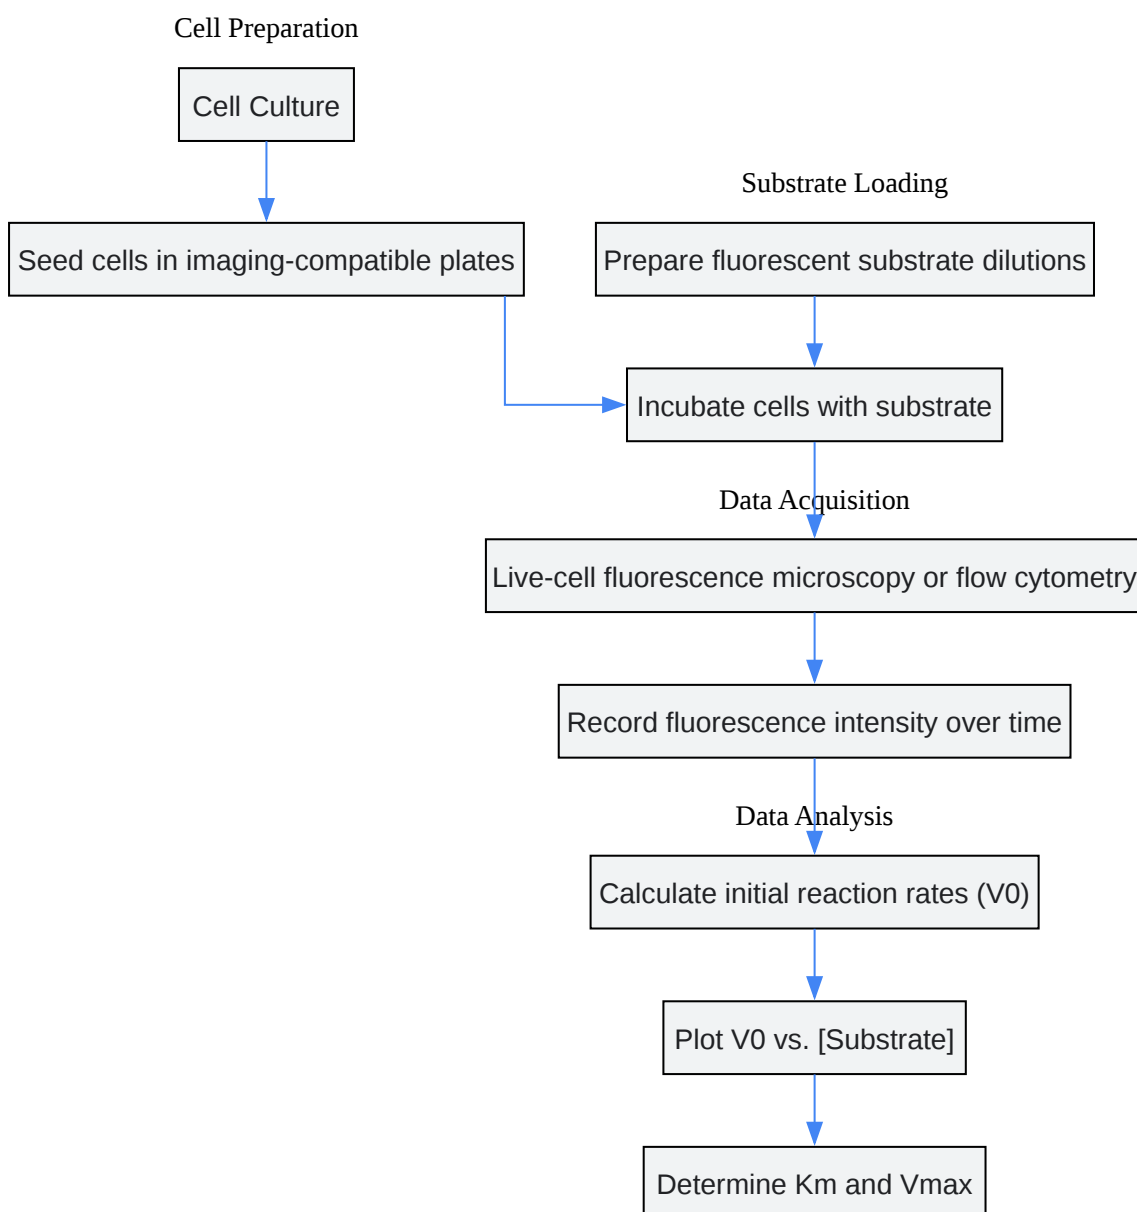 Cell Preparation
Cell Culture
Seed cells in imaging-compatible plates
Substrate Loading
Prepare fluorescent substrate dilutions
Incubate cells with substrate
Data Acquisition
Live-cell fluorescence microscopy or flow cytometry
Record fluorescence intensity over time
Data Analysis
Calculate initial reaction rates (V0)
Plot V0 vs. [Substrate]
Determine Km and Vmax